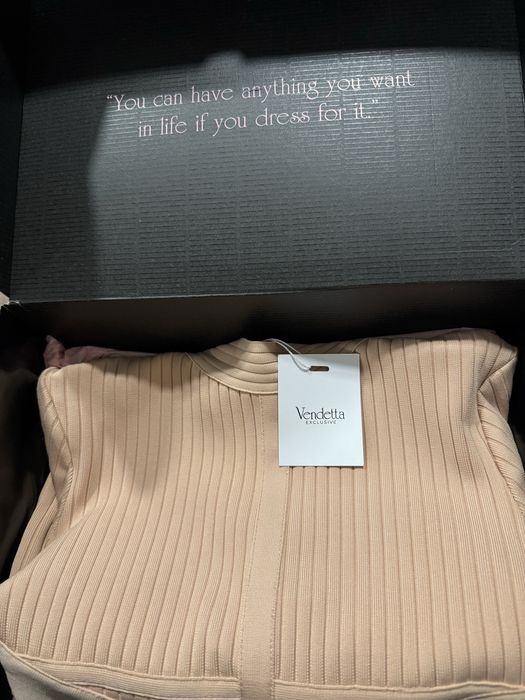 “You can have anything you want
in life if you dress for it.”
Vendetta
EXCLUSIVE